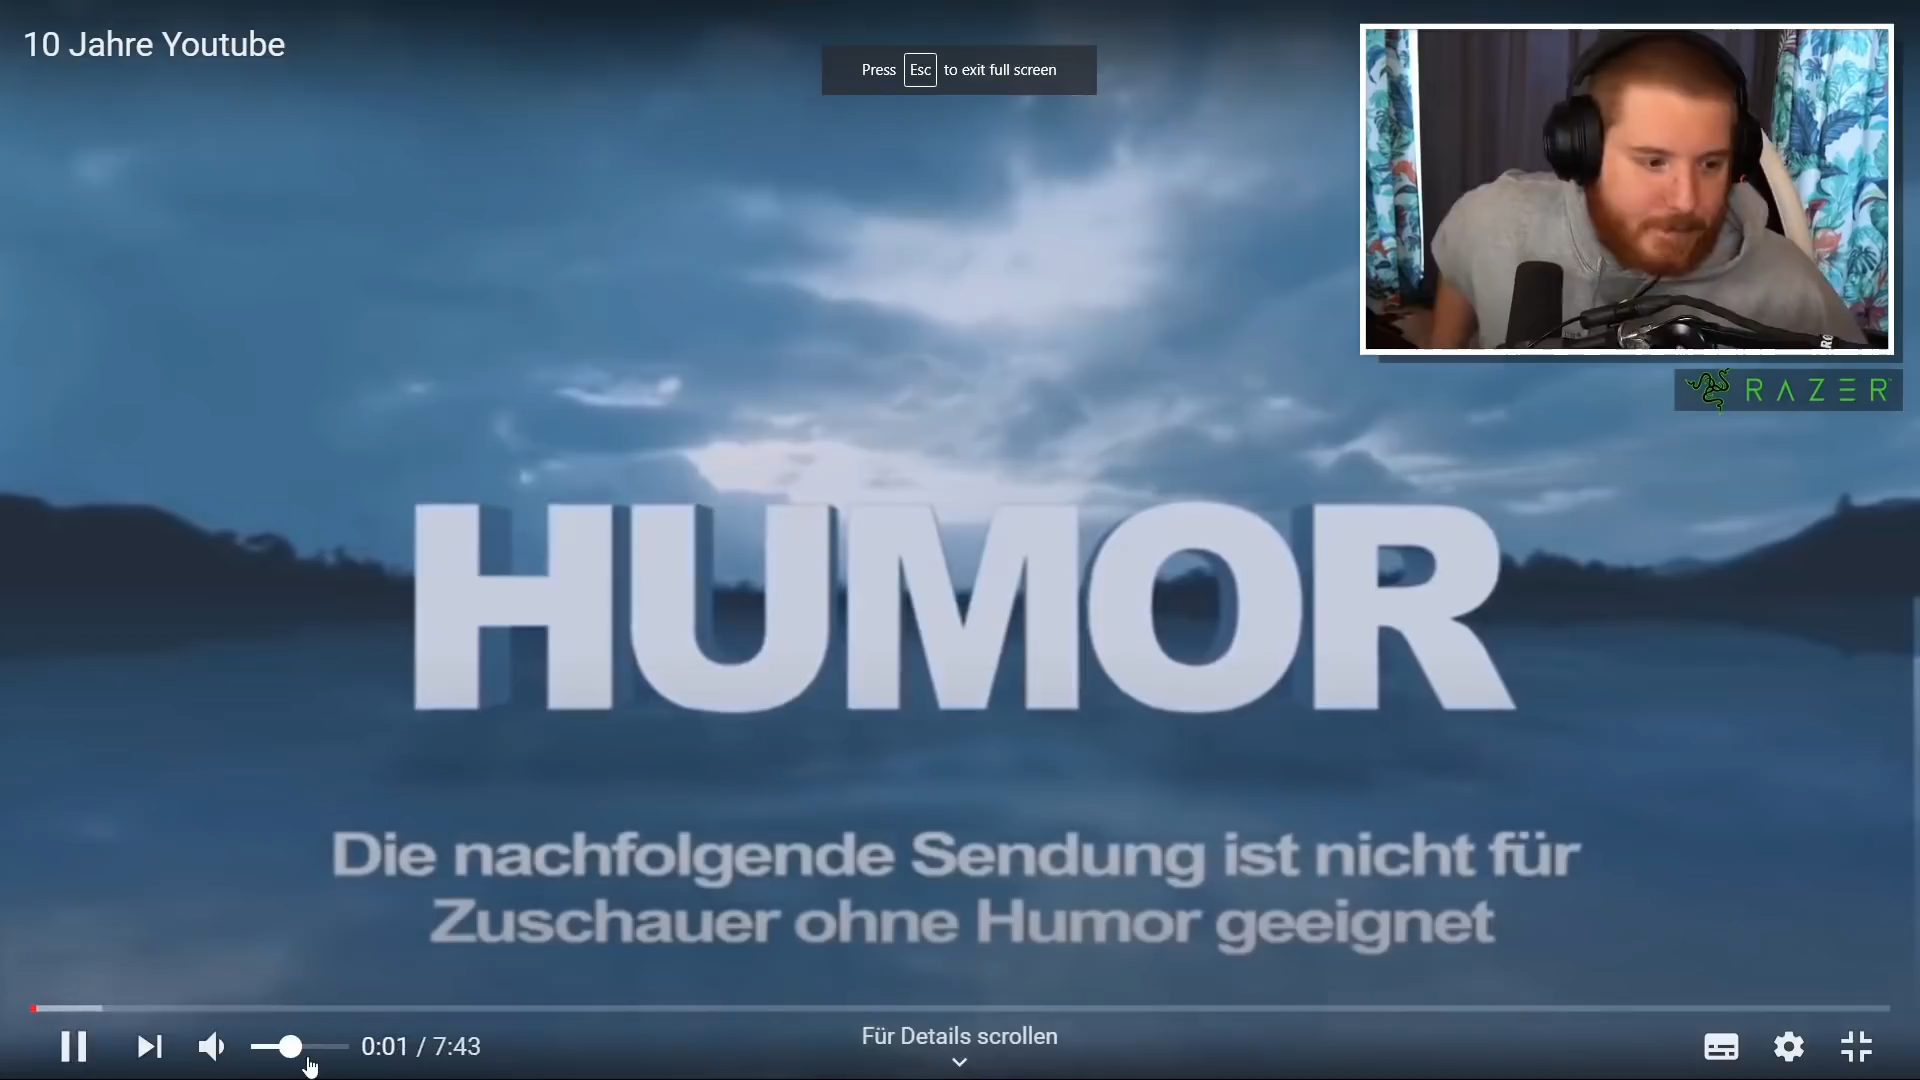 10 Jahre Youtube
Press Esc to exit full screen
RAZER
HUMOR
Die nachfolgende Sendung ist nicht für
Zuschauer ohne Humor geeignet
0:01 / 7:43
Für Details scrollen